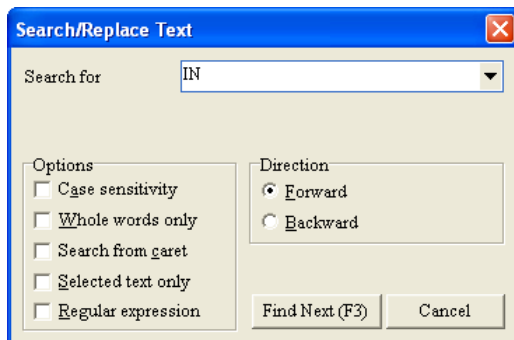 Search/Replace Text
Search for
IN
Options
Case sensitivity
Whole words only
Search from caret
Selected text only
Regular expression
Direction
Forward
Backward
Find Next (F3)
Cancel